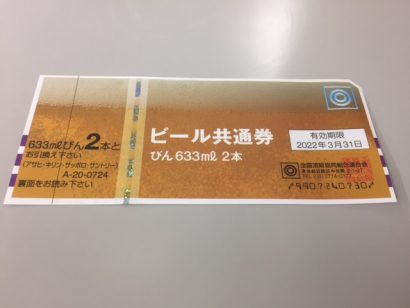 633mlびん2本と
お引換え下さい
(アサヒ・キリン・サッポロ・サントリー)
A-20-0724
裏面をお読み下さい
ビール共通券
びん633ml 2本
有効期限
2022年3月31日
全国酒販協同組合連合会